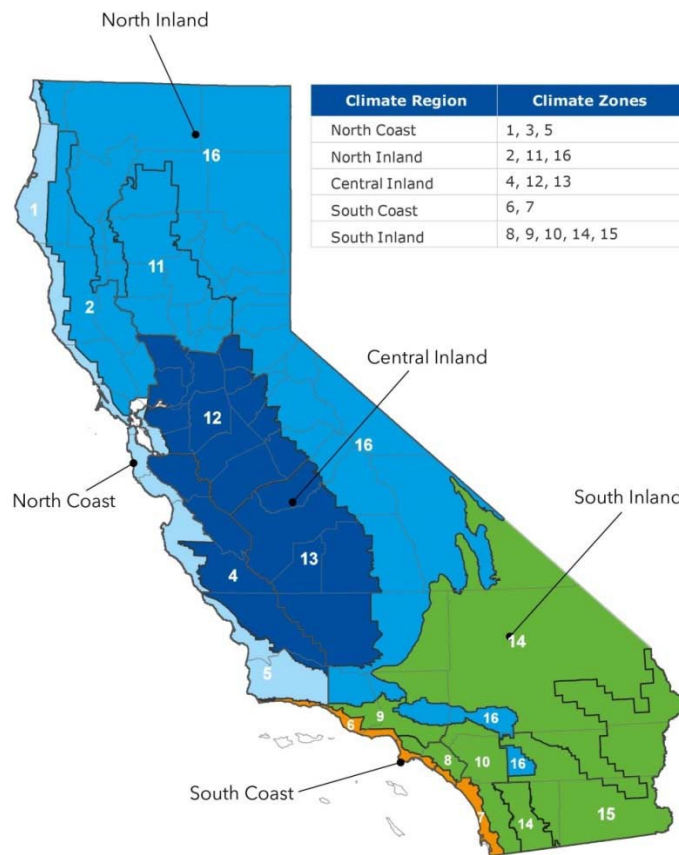 North Inland
Climate Region Climate Zones
North Coast 1, 3, 5
North Inland 2, 11, 16
Central Inland 4, 12, 13
South Coast 6, 7
South Inland 8, 9, 10, 14, 15
16
1
11
2
Central Inland
12
16
North Coast
South Inland
13
4
14
5
9
16
6
8
10
16
South Coast
7
14
15